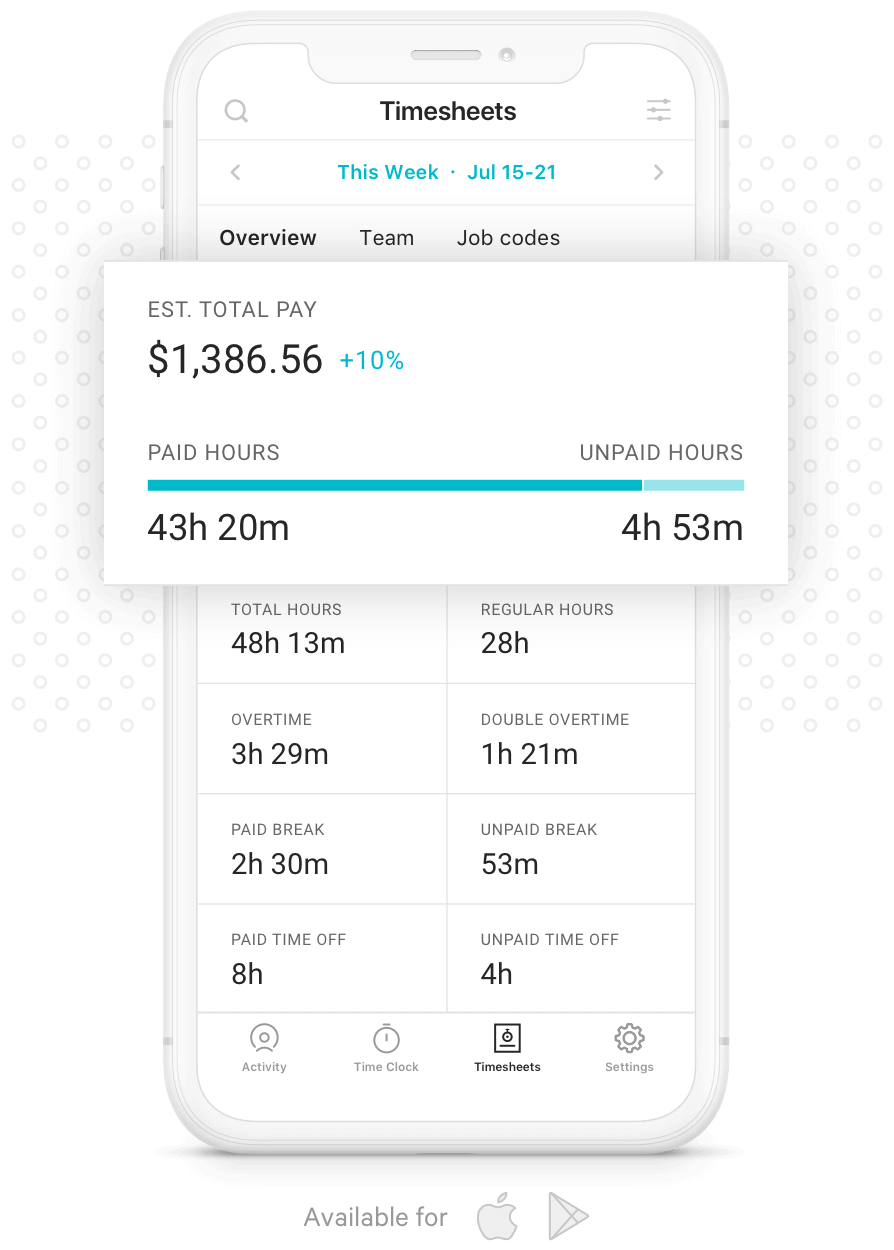 Timesheets
This Week · Jul 15-21
Overview Team Job codes
EST. TOTAL PAY
$1,386.56 +10%
PAID HOURS UNPAID HOURS
43h 20m 4h 53m
TOTAL HOURS REGULAR HOURS
48h 13m 28h
OVERTIME DOUBLE OVERTIME
3h 29m 1h 21m
PAID BREAK UNPAID BREAK
2h 30m 53m
PAID TIME OFF UNPAID TIME OFF
8h 4h
Activity Time Clock Timesheets Settings
Available for